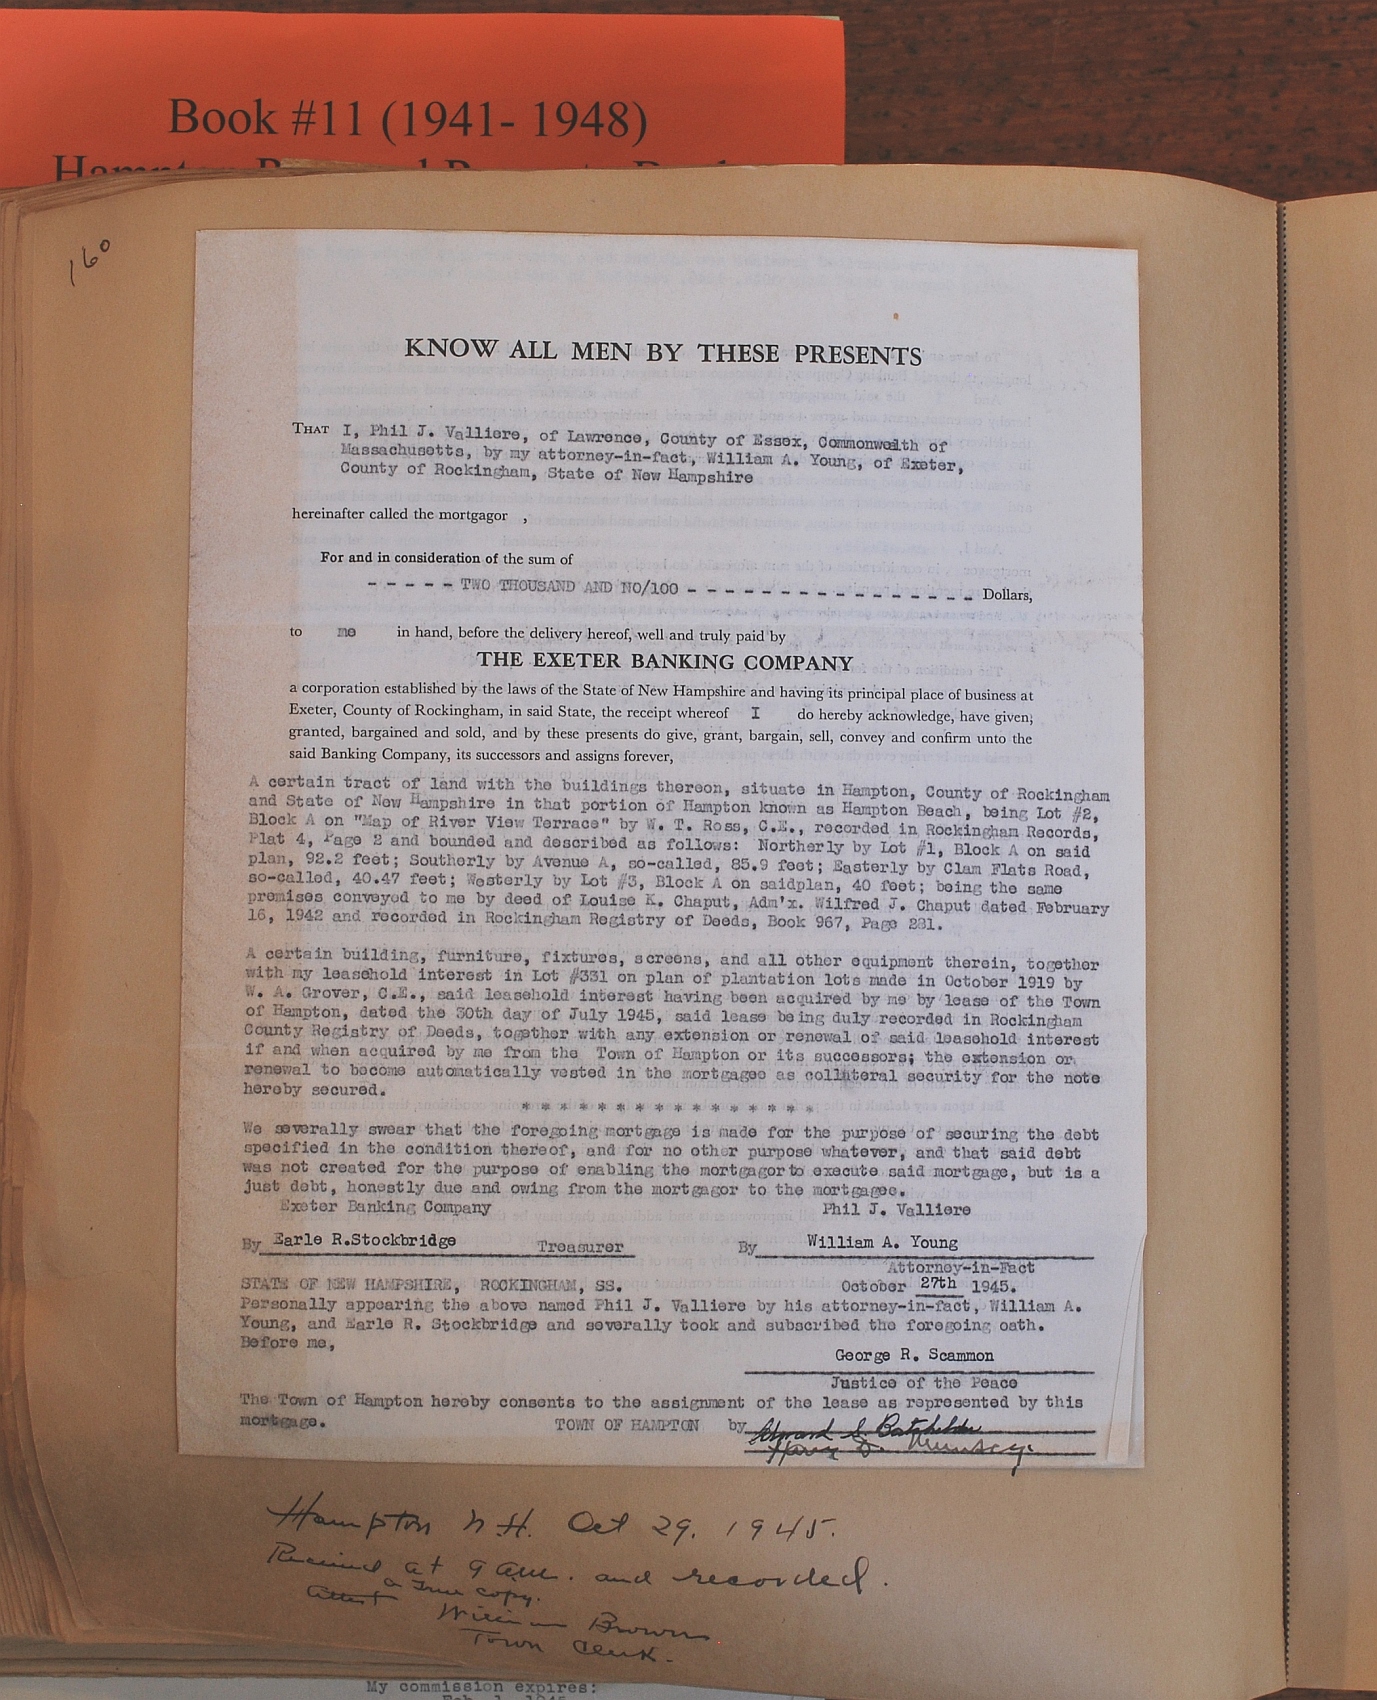 Book #11 (1941- 1948)
160
KNOW ALL MEN BY THESE PRESENTS
THAT I, Phil J. Valliere, of Lawrence, County of Essex, Commonwealth of
Massachusetts, by my attorney-in-fact, William A. Young, of Exeter,
County of Rockingham, State of New Hampshire
hereinafter called the mortgagor ,
For and in consideration of the sum of
- - - - - TWO THOUSAND AND NO/100 - - - - - - - - - - - - - - - - Dollars,
to me in hand, before the delivery hereof, well and truly paid by
THE EXETER BANKING COMPANY
a corporation established by the laws of the State of New Hampshire and having its principal place of business at
Exeter, County of Rockingham, in said State, the receipt whereof I do hereby acknowledge, have given,
granted, bargained and sold, and by these presents do give, grant, bargain, sell, convey and confirm unto the
said Banking Company, its successors and assigns forever,
A certain tract of land with the buildings thereon, situate in Hampton, County of Rockingham
and State of New Hampshire in that portion of Hampton known as Hampton Beach, being Lot #2,
Block A on "Map of River View Terrace" by W. T. Ross, C.E., recorded in Rockingham Records,
Plat 4, Page 2 and bounded and described as follows: Northerly by Lot #1, Block A on said
plan, 92.2 feet; Southerly by Avenue A, so-called, 85.9 feet; Easterly by Clam Flats Road,
so-called, 40.47 feet; Westerly by Lot #3, Block A on saidplan, 40 feet; being the same
premises conveyed to me by deed of Louise K. Chaput, Adm'x. Wilfred J. Chaput dated February
16, 1942 and recorded in Rockingham Registry of Deeds, Book 967, Page 281.
A certain building, furniture, fixtures, screens, and all other equipment therein, together
with my leasehold interest in Lot #331 on plan of plantation lots made in October 1919 by
W. A. Grover, C.E., said leasehold interest having been acquired by me by lease of the Town
of Hampton, dated the 30th day of July 1945, said lease being duly recorded in Rockingham
County Registry of Deeds, together with any extension or renewal of said leasehold interest
if and when acquired by me from the Town of Hampton or its successors; the extension or
renewal to become automatically vested in the mortgagee as collateral security for the note
hereby secured.
* * * * * * * * * * * * * * * *
We severally swear that the foregoing mortgage is made for the purpose of securing the debt
specified in the condition thereof, and for no other purpose whatever, and that said debt
was not created for the purpose of enabling the mortgagor to execute said mortgage, but is a
just debt, honestly due and owing from the mortgagor to the mortgagee.
Exeter Banking Company Phil J. Valliere
By Earle R.Stockbridge Treasurer By William A. Young
Attorney-in-Fact
STATE OF NEW HAMPSHIRE, ROCKINGHAM, SS. October 27th 1945.
Personally appearing the above named Phil J. Valliere by his attorney-in-fact, William A.
Young, and Earle R. Stockbridge and severally took and subscribed the foregoing oath.
Before me,
George R. Scammon
Justice of the Peace
The Town of Hampton hereby consents to the assignment of the lease as represented by this
mortgage. TOWN OF HAMPTON by Edward S. Batchelder
Harry D. Munsey
Hampton N.H. Oct 29, 1945.
Received at 9 A.M. and recorded.
Attest a True copy.
William Brown
Town Clerk.
My commission expires: